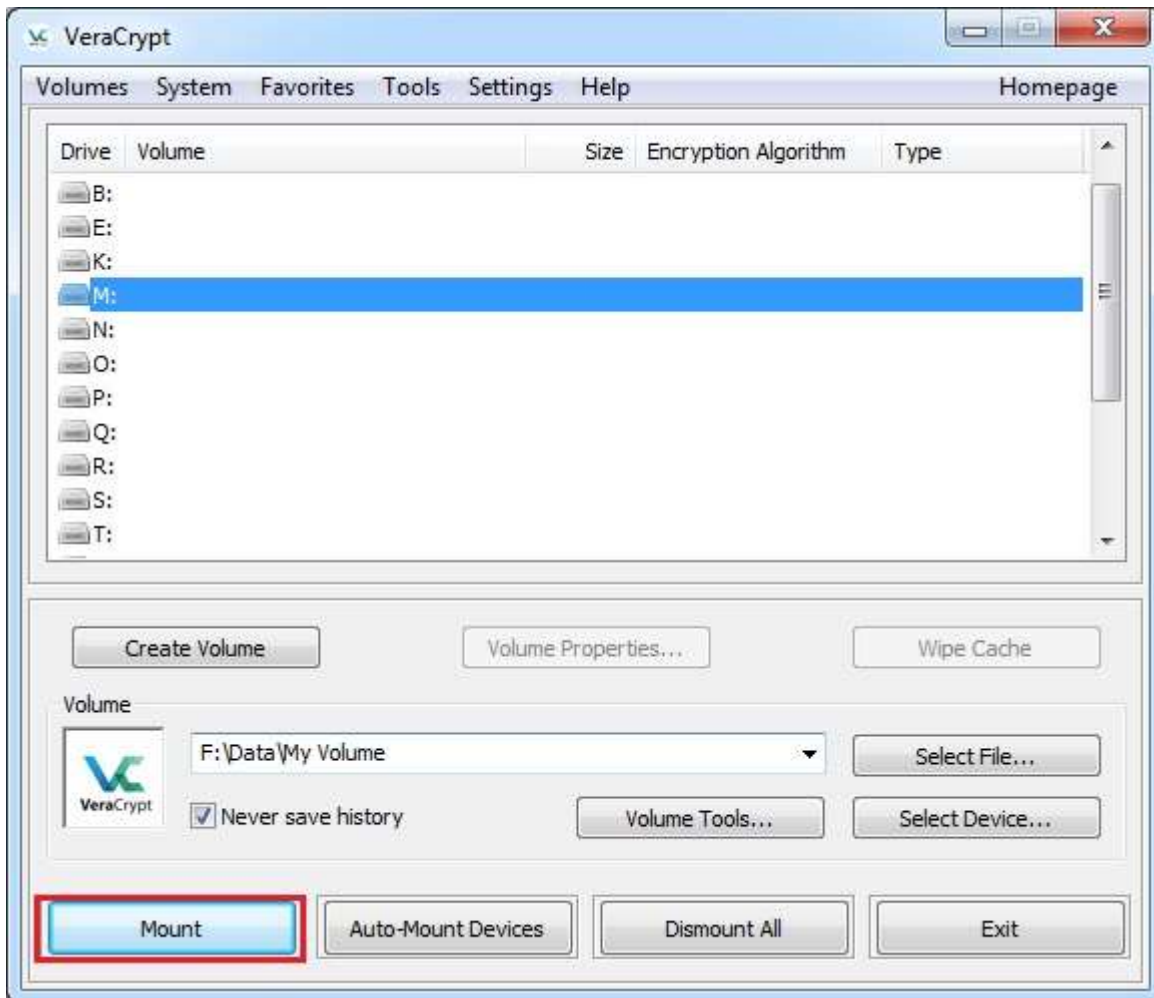 VeraCrypt
Volumes System Favorites Tools Settings Help Homepage
Drive Volume Size Encryption Algorithm Type
B:
E:
K:
M:
N:
O:
P:
Q:
R:
S:
T:
Create Volume Volume Properties... Wipe Cache
Volume
F:\Data\My Volume Select File...
VeraCrypt
Never save history Volume Tools... Select Device...
Mount Auto-Mount Devices Dismount All Exit